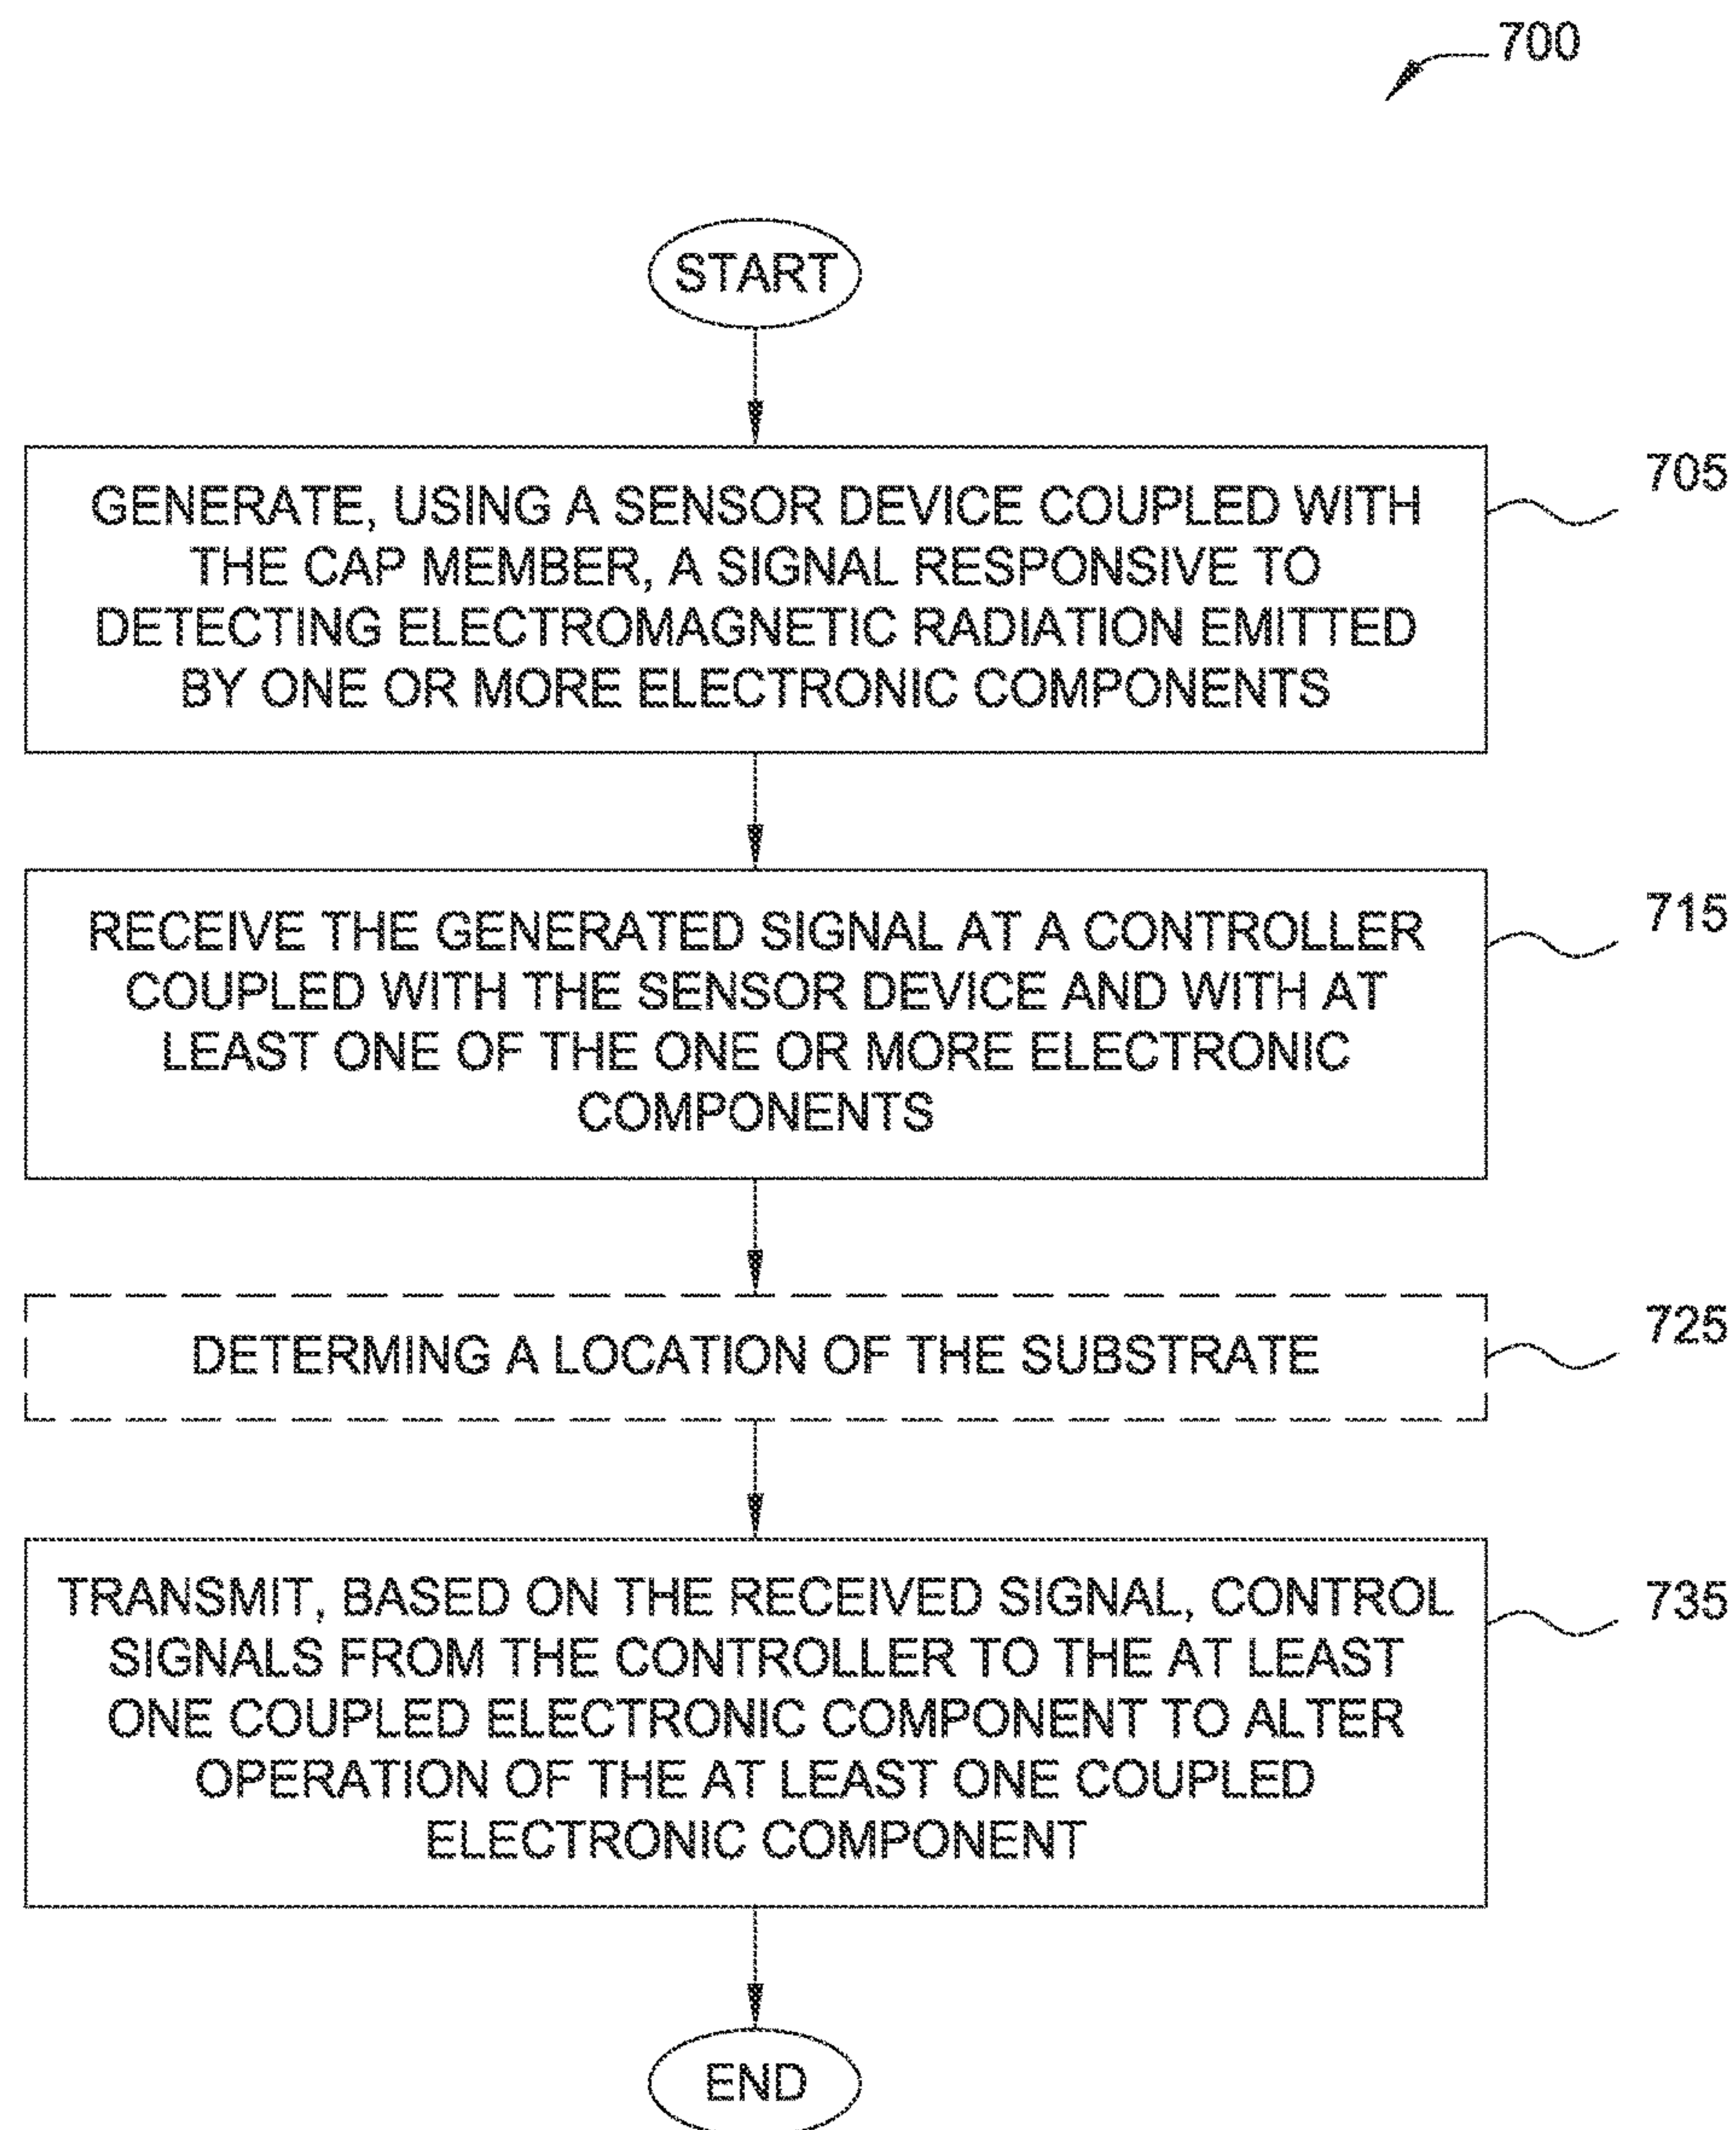 700
START
GENERATE, USING A SENSOR DEVICE COUPLED WITH
THE CAP MEMBER, A SIGNAL RESPONSIVE TO
DETECTING ELECTROMAGNETIC RADIATION EMITTED
BY ONE OR MORE ELECTRONIC COMPONENTS
705
RECEIVE THE GENERATED SIGNAL AT A CONTROLLER
COUPLED WITH THE SENSOR DEVICE AND WITH AT
LEAST ONE OF THE ONE OR MORE ELECTRONIC
COMPONENTS
715
DETERMING A LOCATION OF THE SUBSTRATE
725
TRANSMIT, BASED ON THE RECEIVED SIGNAL, CONTROL
SIGNALS FROM THE CONTROLLER TO THE AT LEAST
ONE COUPLED ELECTRONIC COMPONENT TO ALTER
OPERATION OF THE AT LEAST ONE COUPLED
ELECTRONIC COMPONENT
735
END